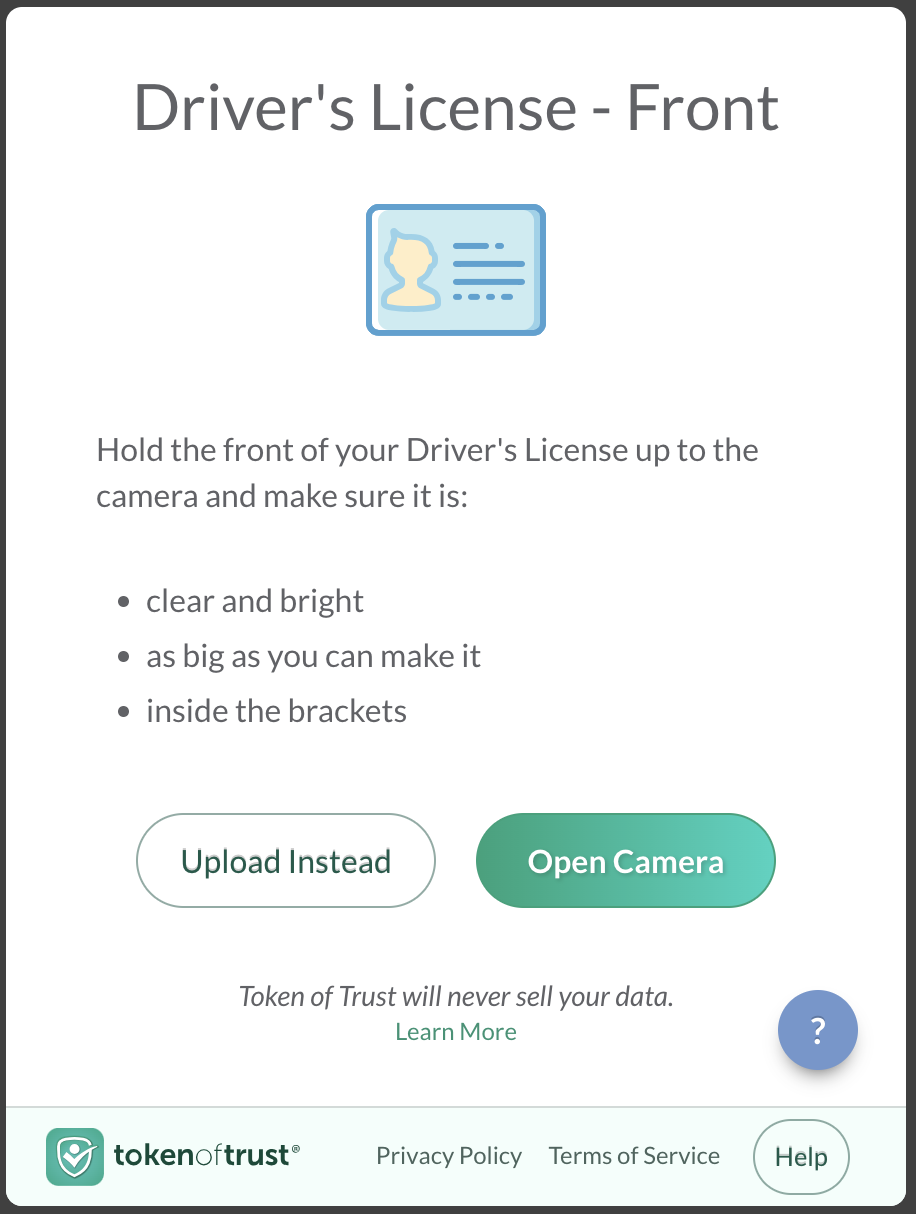 Driver's License - Front
Hold the front of your Driver's License up to the
camera and make sure it is:
• clear and bright
• as big as you can make it
• inside the brackets
Upload Instead
Open Camera
Token of Trust will never sell your data.
Learn More
?
tokenoftrust®
Privacy Policy
Terms of Service
Help